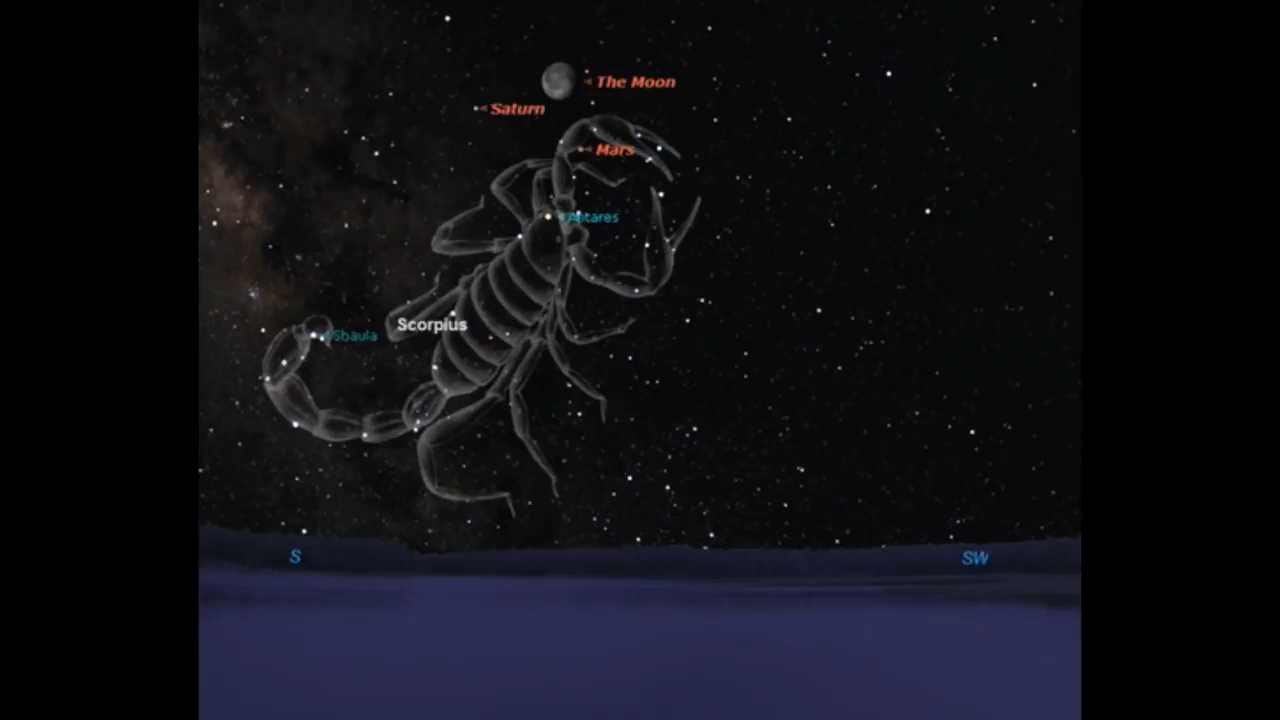 The Moon
Saturn
Mars
Antares
Scorpius
Shaula
S
SW